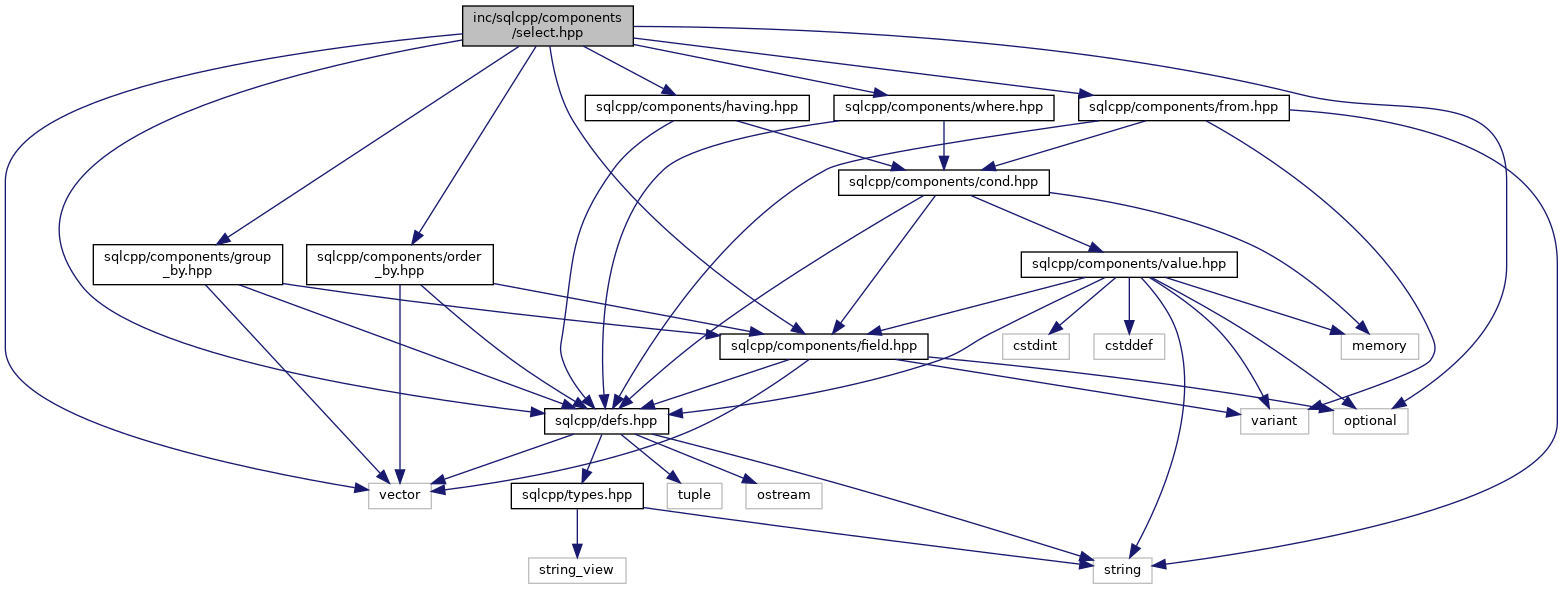 inc/sqlcpp/components
/select.hpp
sqlcpp/components/having.hpp
sqlcpp/components/where.hpp
sqlcpp/components/from.hpp
sqlcpp/components/cond.hpp
sqlcpp/components/group
_by.hpp
sqlcpp/components/order
_by.hpp
sqlcpp/components/value.hpp
sqlcpp/components/field.hpp
cstdint
cstddef
memory
sqlcpp/defs.hpp
variant
optional
vector
sqlcpp/types.hpp
tuple
ostream
string_view
string